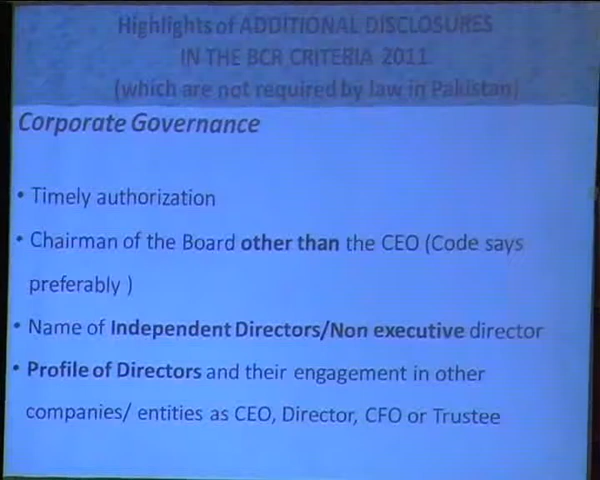 Highlights of ADDITIONAL DISCLOSURES
IN THE BCR CRITERIA 2011
(which are not required by law in Pakistan)
Corporate Governance
• Timely authorization
• Chairman of the Board other than the CEO (Code says
preferably )
• Name of Independent Directors/Non executive director
• Profile of Directors and their engagement in other
companies/ entities as CEO, Director, CFO or Trustee